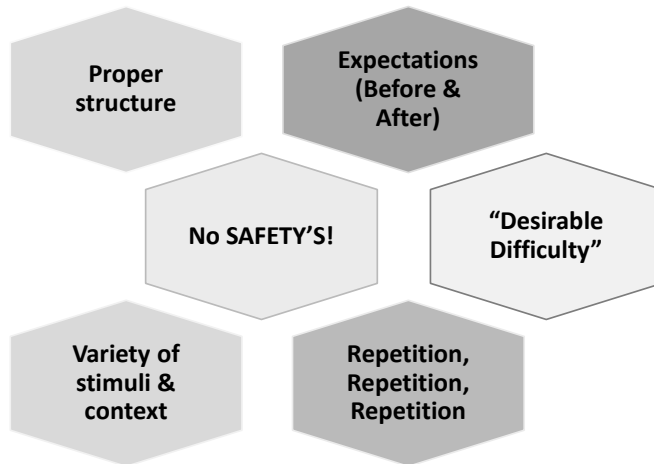 Proper
structure
Expectations
(Before &
After)
No SAFETY'S!
“Desirable
Difficulty”
Variety of
stimuli &
context
Repetition,
Repetition,
Repetition